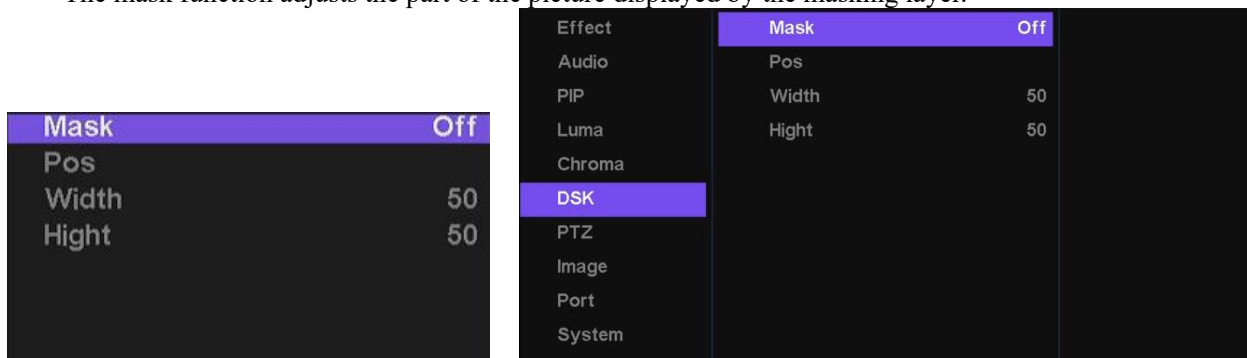 The mask function adjusts the part of the picture displayed by the masking layer.
Mask Off
Pos
Width 50
Hight 50
Effect
Audio
PIP
Luma
Chroma
DSK
PTZ
Image
Port
System
Mask Off
Pos
Width 50
Hight 50